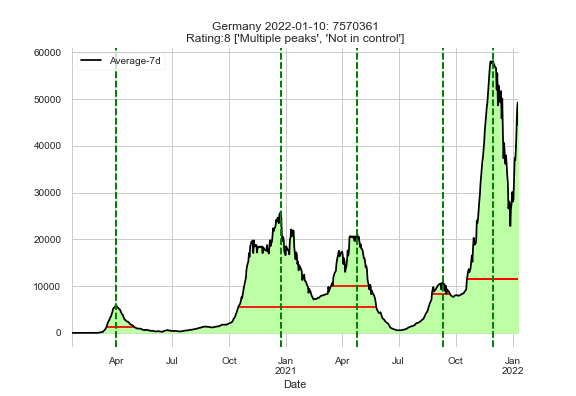 Germany 2022-01-10: 7570361
Rating:8 ['Multiple peaks', 'Not in control']
60000
50000
40000
30000
20000
10000
0
Average-7d
Apr
Jul
Oct
Jan
2021
Apr
Jul
Oct
Jan
2022
Date